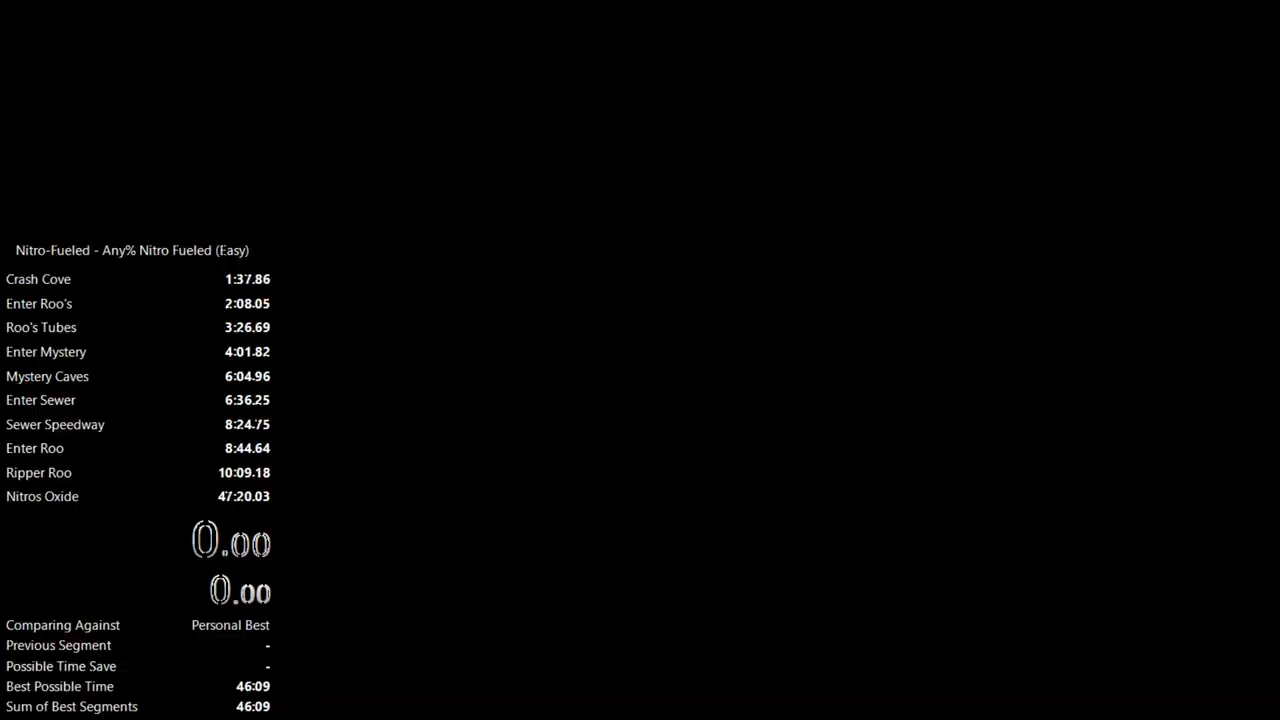 Nitro-Fueled - Any% Nitro Fueled (Easy)
Crash Cove 1:37.86
Enter Roo's 2:08.05
Roo's Tubes 3:26.69
Enter Mystery 4:01.82
Mystery Caves 6:04.96
Enter Sewer 6:36.25
Sewer Speedway 8:24.75
Enter Roo 8:44.64
Ripper Roo 10:09.18
Nitros Oxide 47:20.03
0.00
0.00
Comparing Against Personal Best
Previous Segment -
Possible Time Save -
Best Possible Time 46:09
Sum of Best Segments 46:09